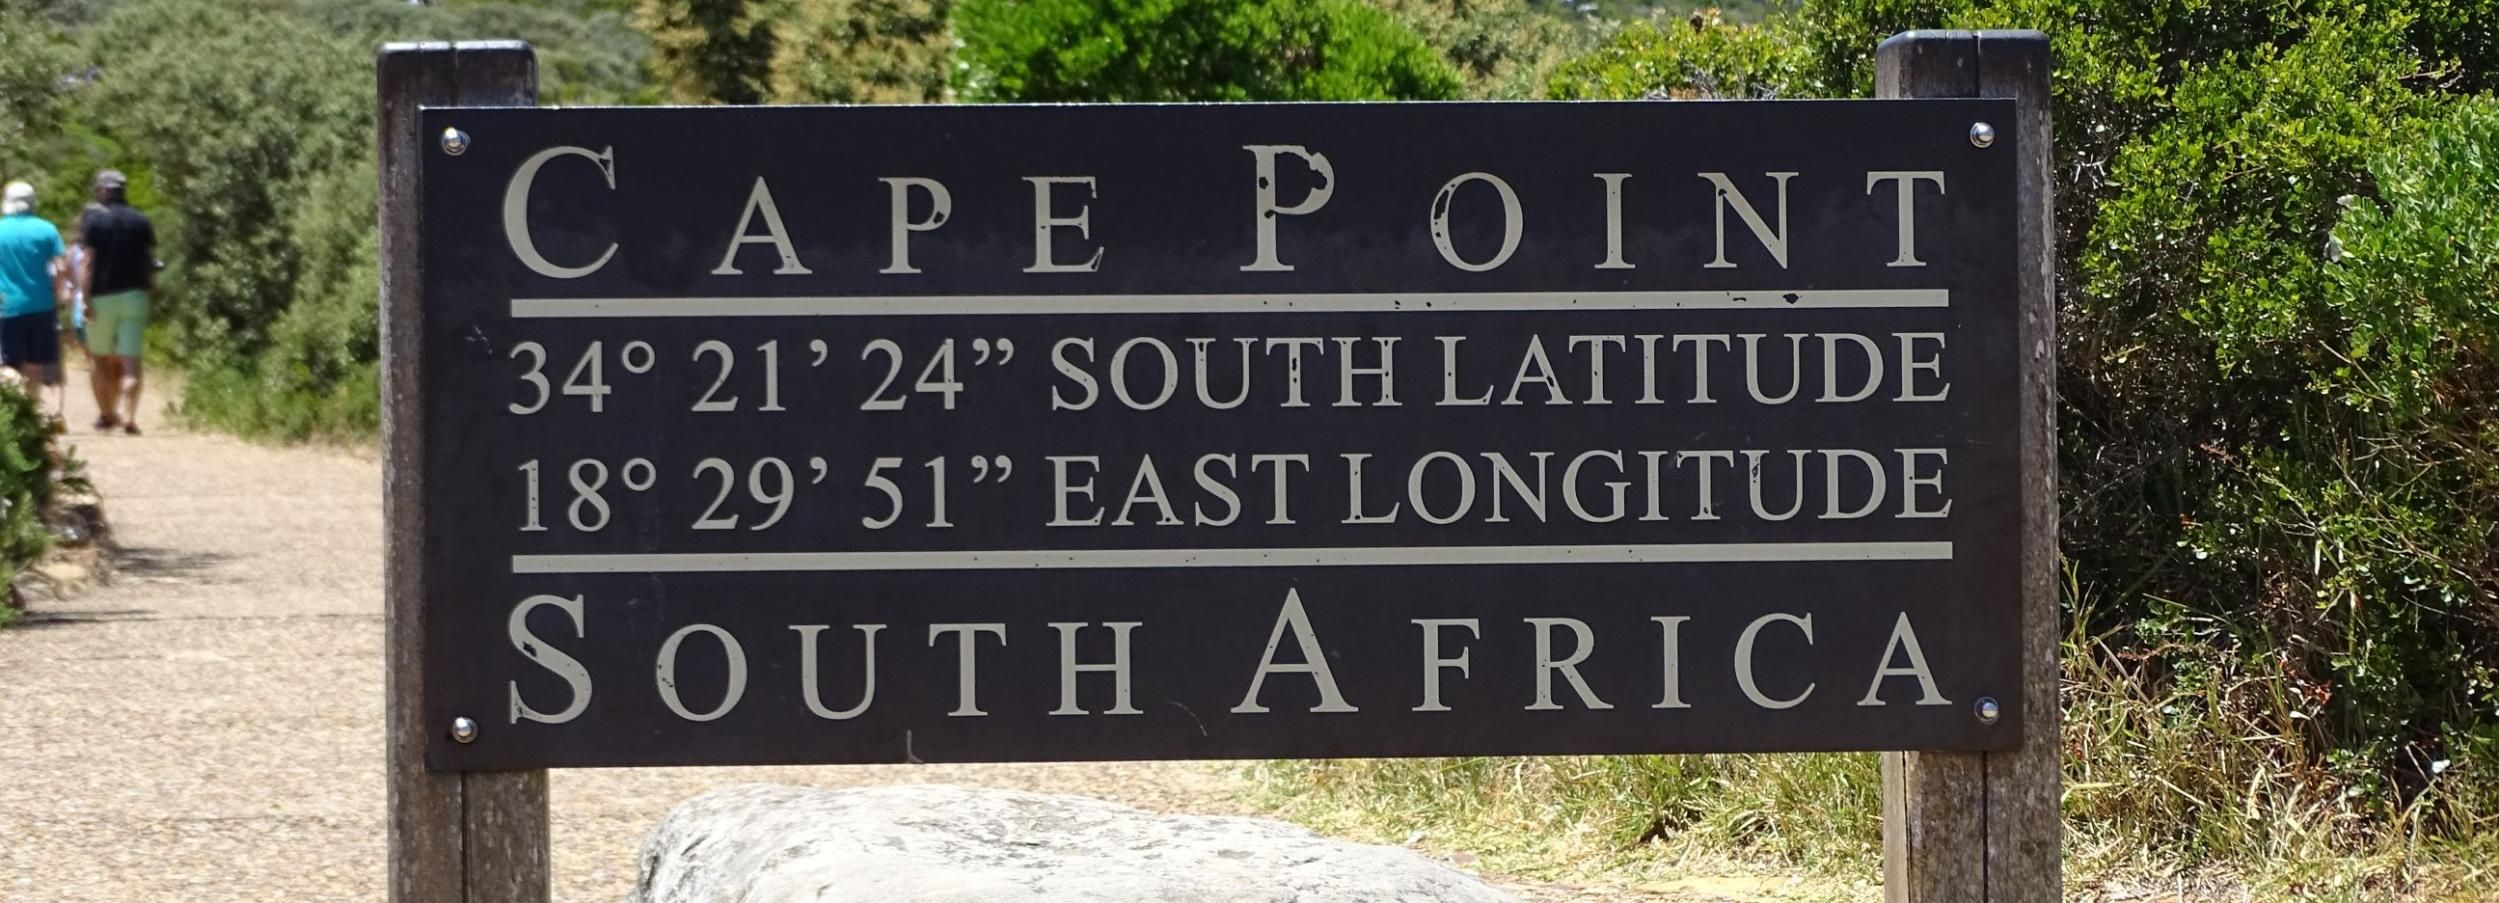 CAPE POINT
34° 21’ 24” SOUTH LATITUDE
18° 29’ 51” EAST LONGITUDE
SOUTH AFRICA